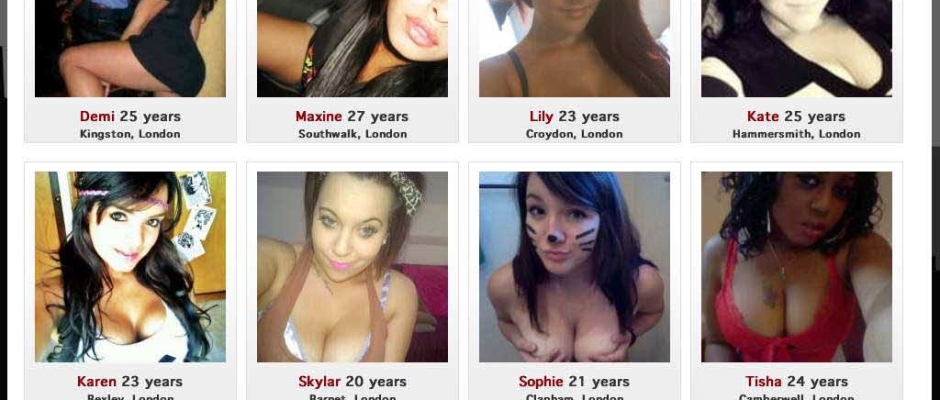 Demi 25 years
Kingston, London
Maxine 27 years
Southwalk, London
Lily 23 years
Croydon, London
Kate 25 years
Hammersmith, London
Karen 23 years
Bexley, London
Skylar 20 years
Barnet, London
Sophie 21 years
Clapham, London
Tisha 24 years
Camberwell, London